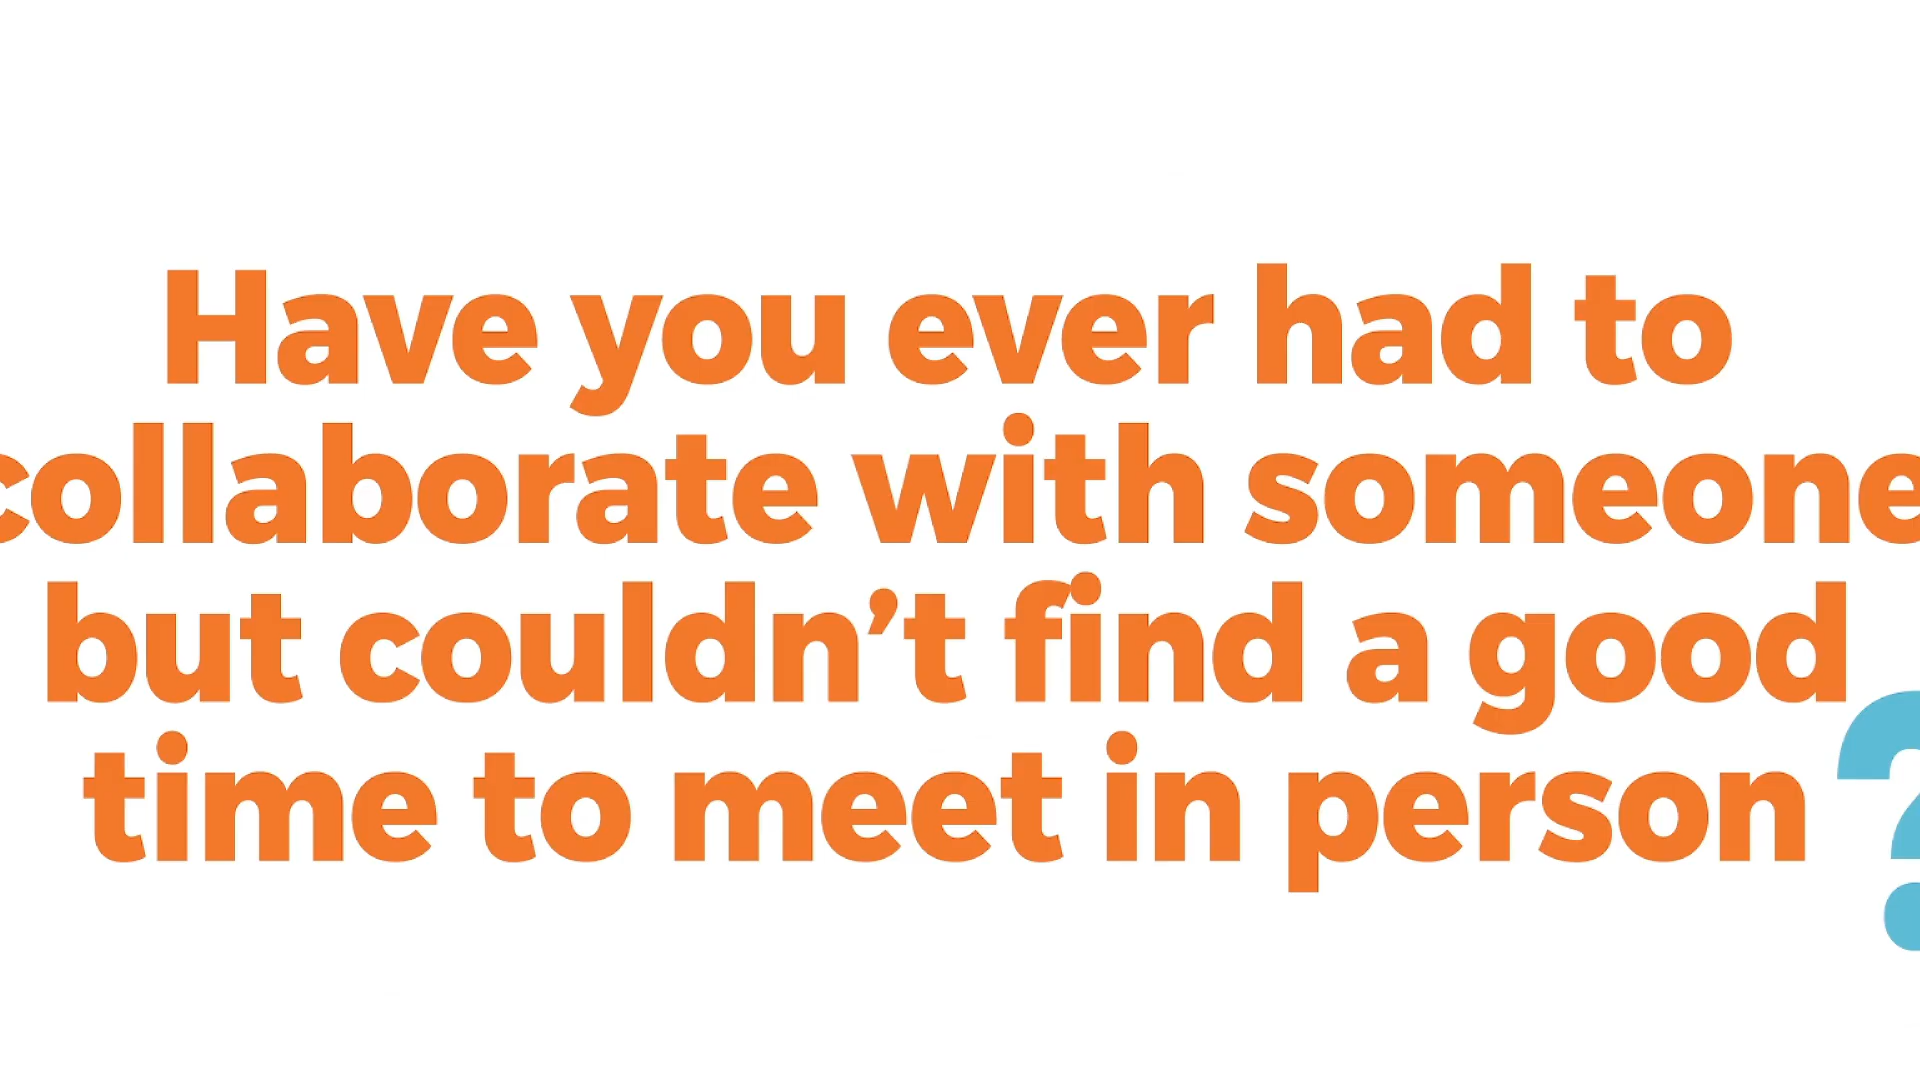 Have you ever had to
collaborate with someone
but couldn’t find a good
time to meet in person?